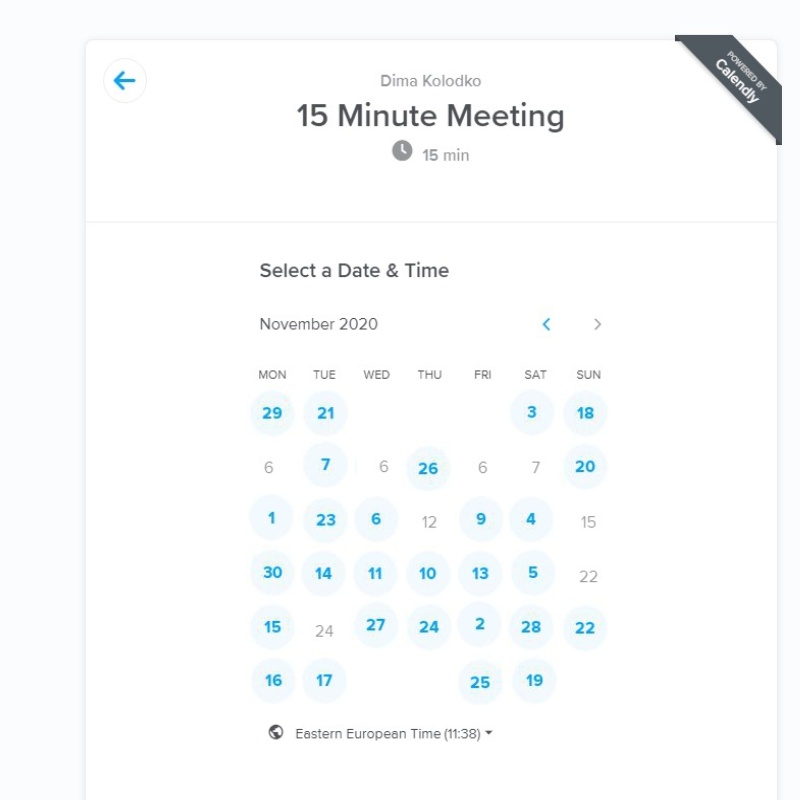 POWERED BY
Calendly
Dima Kolodko
15 Minute Meeting
15 min
Select a Date & Time
November 2020
MON TUE WED THU FRI SAT SUN
29 21 3 18
6 7 6 26 6 7 20
1 23 6 12 9 4 15
30 14 11 10 13 5 22
15 24 27 24 2 28 22
16 17 25 19
Eastern European Time (11:38)